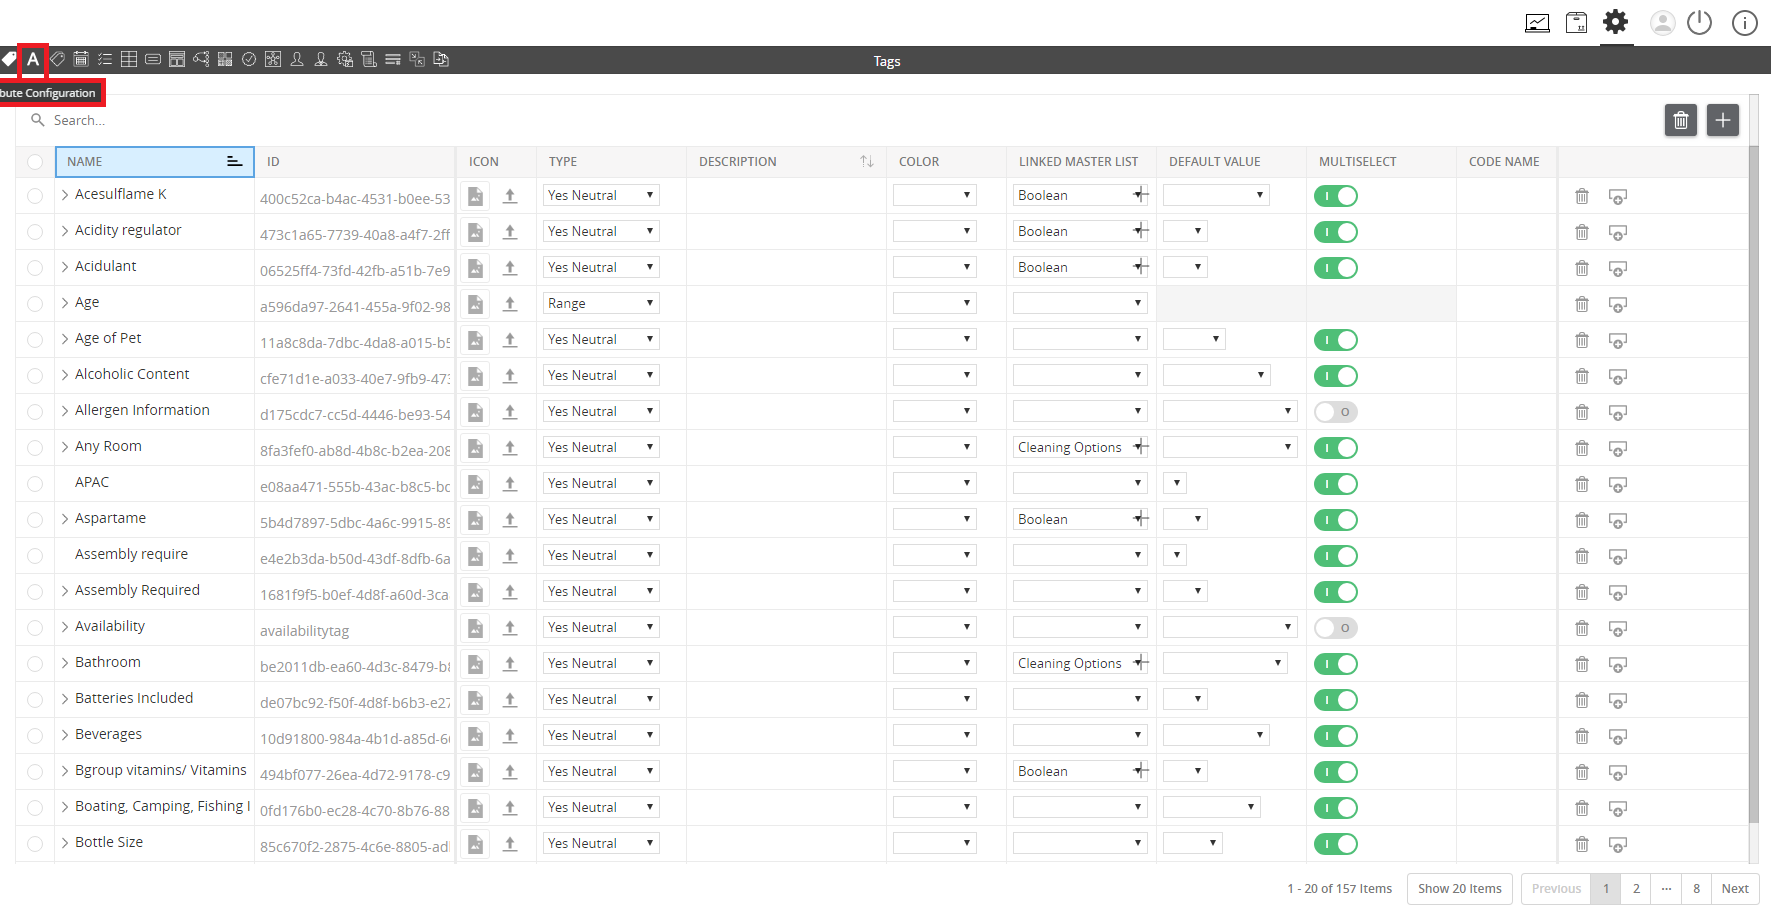 A
Tags
bute Configuration
Search...
NAME ID ICON TYPE DESCRIPTION COLOR LINKED MASTER LIST DEFAULT VALUE MULTISELECT CODE NAME
Acesulflame K 400c52ca-b4ac-4531-b0ee-53 Yes Neutral Boolean
Acidity regulator 473c1a65-7739-40a8-a4f7-2ff Yes Neutral Boolean
Acidulant 06525ff4-73fd-42fb-a51b-7e9 Yes Neutral Boolean
Age a596da97-2641-455a-9f02-98 Range
Age of Pet 11a8c8da-7dbc-4da8-a015-b5 Yes Neutral
Alcoholic Content cfe71d1e-a033-40e7-9fb9-473 Yes Neutral
Allergen Information d175cdc7-cc5d-4446-be93-54 Yes Neutral
Any Room 8fa3fef0-ab8d-4b8c-b2ea-208 Yes Neutral Cleaning Options
APAC e08aa471-555b-43ac-b8c5-bc Yes Neutral
Aspartame 5b4d7897-5dbc-4a6c-9915-89 Yes Neutral Boolean
Assembly require e4e2b3da-b50d-43df-8dfb-6a Yes Neutral
Assembly Required 1681f9f5-b0ef-4d8f-a60d-3ca Yes Neutral
Availability availabilitytag Yes Neutral
Bathroom be2011db-ea60-4d3c-8479-b8 Yes Neutral Cleaning Options
Batteries Included de07bc92-f50f-4d8f-b6b3-e27 Yes Neutral
Beverages 10d91800-984a-4b1d-a85d-66 Yes Neutral
Bgroup vitamins/ Vitamins 494bf077-26ea-4d72-9178-c9 Yes Neutral Boolean
Boating, Camping, Fishing 0fd176b0-ec28-4c70-8b76-88 Yes Neutral
Bottle Size 85c670f2-2875-4c6e-8805-ad Yes Neutral
1 - 20 of 157 Items Show 20 Items Previous 1 2 ... 8 Next